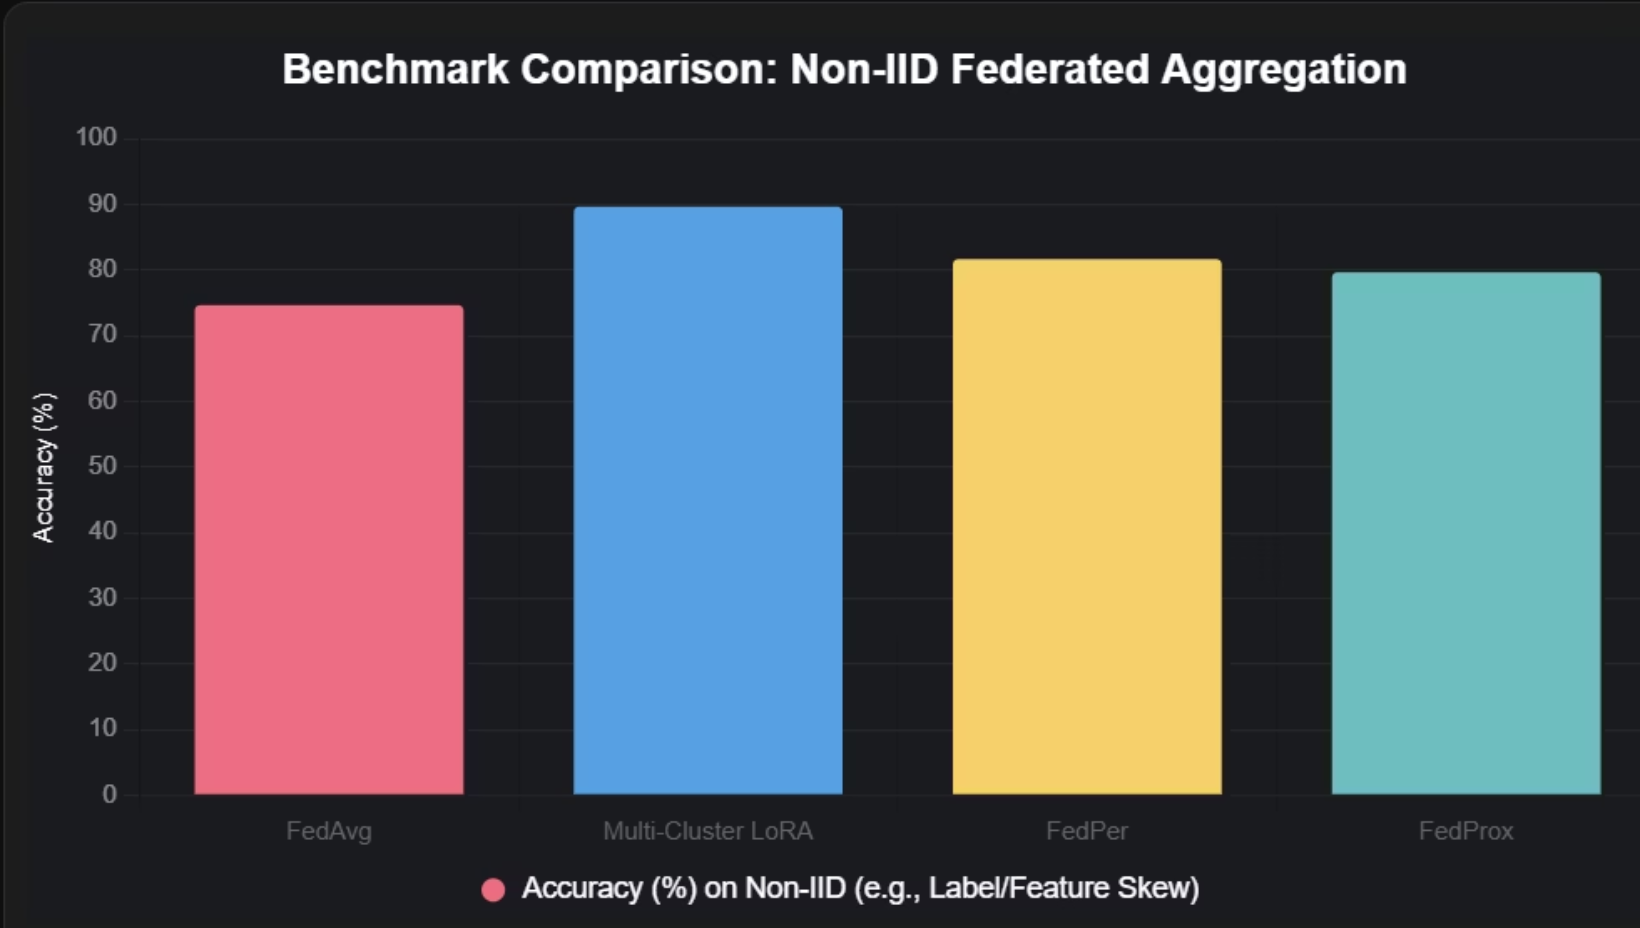 Benchmark Comparison: Non-IID Federated Aggregation
100
90
80
70
60
50
40
30
20
10
0
Accuracy (%)
FedAvg
Multi-Cluster LoRA
FedPer
FedProx
Accuracy (%) on Non-IID (e.g., Label/Feature Skew)